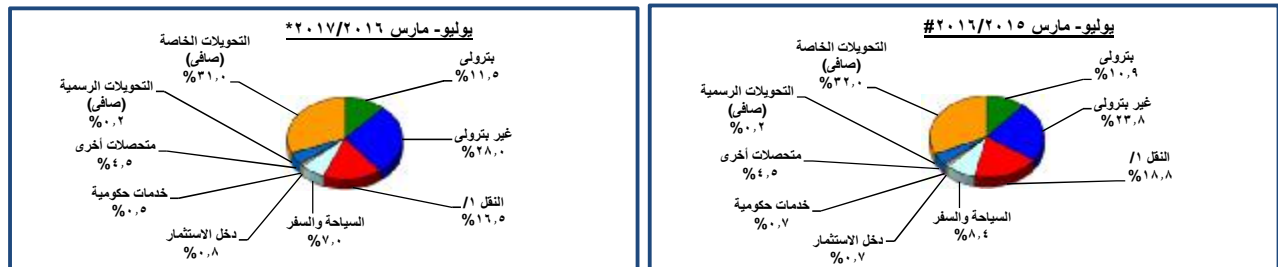 يوليو- مارس ٢٠١٦/٢٠١٥#
بترولى
%١٠,٩
غير بترولى
%٢٣,٨
النقل ١/
%١٨,٨
السياحة والسفر
%٨,٤
دخل الاستثمار
%٠,٧
خدمات حكومية
%٠,٧
متحصلات أخرى
%٤,٥
التحويلات الرسمية
(صافى)
%٠,٢
التحويلات الخاصة
(صافى)
%٣٢,٠
يوليو- مارس ٢٠١٧/٢٠١٦*
بترولى
%١١,٥
غير بترولى
%٢٨,٠
النقل ١/
%١٦,٥
السياحة والسفر
%٧,٠
دخل الاستثمار
%٠,٨
خدمات حكومية
%٠,٥
متحصلات أخرى
%٤,٥
التحويلات الرسمية
(صافى)
%٠,٢
التحويلات الخاصة
(صافى)
%٣١,٠